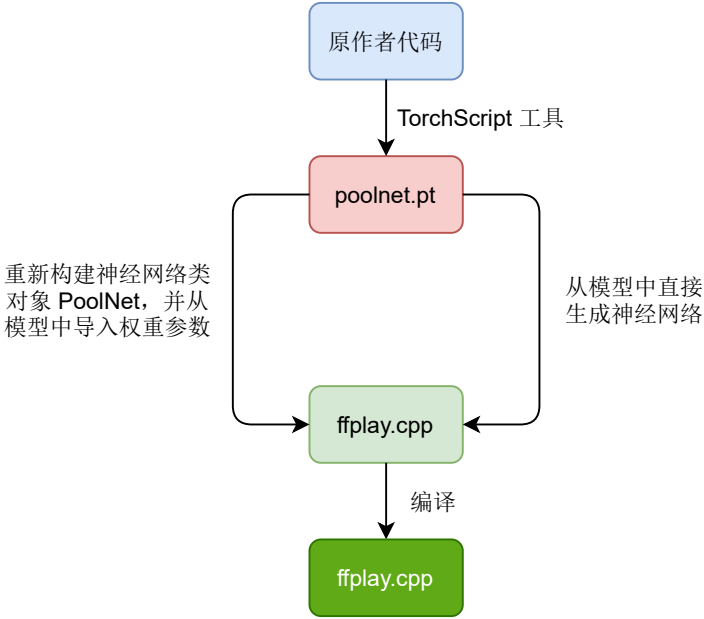 原作者代码
TorchScript 工具
poolnet.pt
重新构建神经网络类
对象 PoolNet，并从
模型中导入权重参数
从模型中直接
生成神经网络
ffplay.cpp
编译
ffplay.cpp